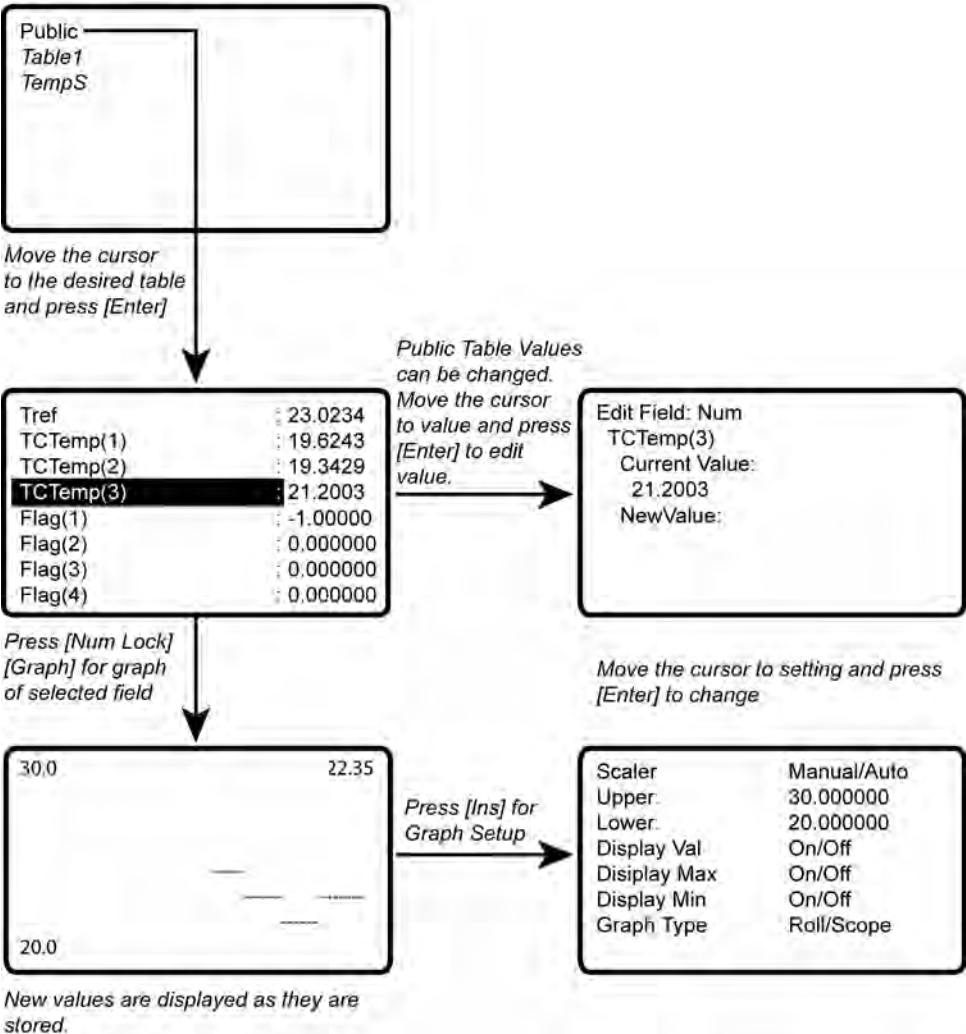 Public
Table1
TempS
Move the cursor
to the desired table
and press [Enter]
Tref : 23.0234
TCTemp(1) : 19.6243
TCTemp(2) : 19.3429
TCTemp(3) : 21.2003
Flag(1) : -1.00000
Flag(2) : 0.000000
Flag(3) : 0.000000
Flag(4) : 0.000000
Public Table Values
can be changed.
Move the cursor
to value and press
[Enter] to edit
value.
Edit Field: Num
TCTemp(3)
Current Value:
21.2003
NewValue:
Press [Num Lock]
[Graph] for graph
of selected field
Move the cursor to setting and press
[Enter] to change
30.0 22.35
20.0
Press [Ins] for
Graph Setup
Scaler Manual/Auto
Upper: 30.000000
Lower: 20.000000
Display Val On/Off
Disiplay Max On/Off
Display Min On/Off
Graph Type Roll/Scope
New values are displayed as they are
stored.